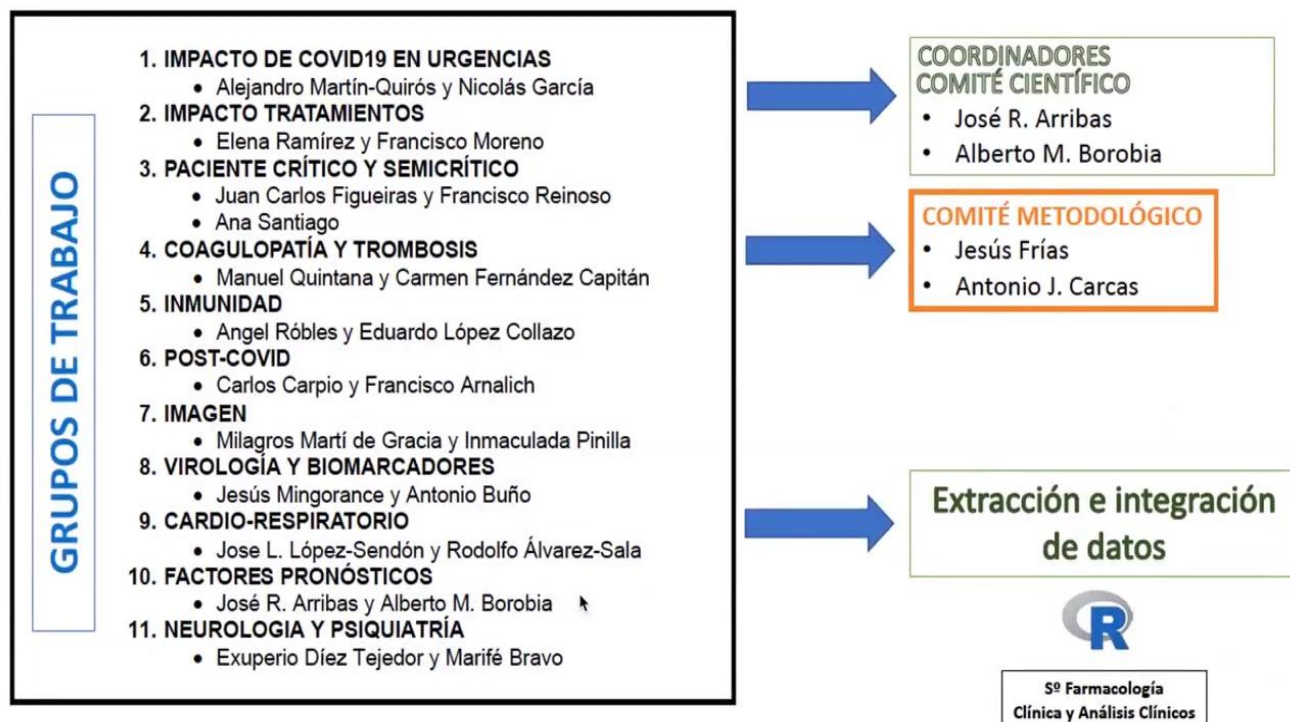 GRUPOS DE TRABAJO
1. IMPACTO DE COVID19 EN URGENCIAS
• Alejandro Martín-Quirós y Nicolás García
2. IMPACTO TRATAMIENTOS
• Elena Ramírez y Francisco Moreno
3. PACIENTE CRÍTICO Y SEMICRÍTICO
• Juan Carlos Figueiras y Francisco Reinoso
• Ana Santiago
4. COAGULOPATÍA Y TROMBOSIS
• Manuel Quintana y Carmen Fernández Capitán
5. INMUNIDAD
• Angel Róbles y Eduardo López Collazo
6. POST-COVID
• Carlos Carpio y Francisco Arnalich
7. IMAGEN
• Milagros Martí de Gracia y Inmaculada Pinilla
8. VIROLOGÍA Y BIOMARCADORES
• Jesús Mingorance y Antonio Buño
9. CARDIO-RESPIRATORIO
• Jose L. López-Sendón y Rodolfo Álvarez-Sala
10. FACTORES PRONÓSTICOS
• José R. Arribas y Alberto M. Borobia
11. NEUROLOGIA Y PSIQUIATRÍA
• Exuperio Díez Tejedor y Marifé Bravo
COORDINADORES
COMITÉ CIENTÍFICO
• José R. Arribas
• Alberto M. Borobia
COMITÉ METODOLÓGICO
• Jesús Frías
• Antonio J. Carcas
Extracción e integración
de datos
R
Sº Farmacología
Clínica y Análisis Clínicos